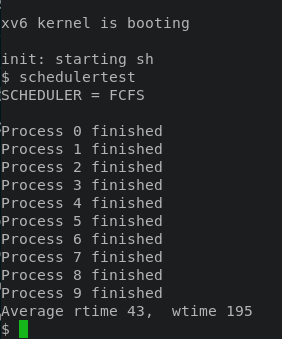 xv6 kernel is booting
init: starting sh
$ schedulertest
SCHEDULER = FCFS
Process 0 finished
Process 1 finished
Process 2 finished
Process 3 finished
Process 4 finished
Process 5 finished
Process 6 finished
Process 7 finished
Process 8 finished
Process 9 finished
Average rtime 43,  wtime 195
$